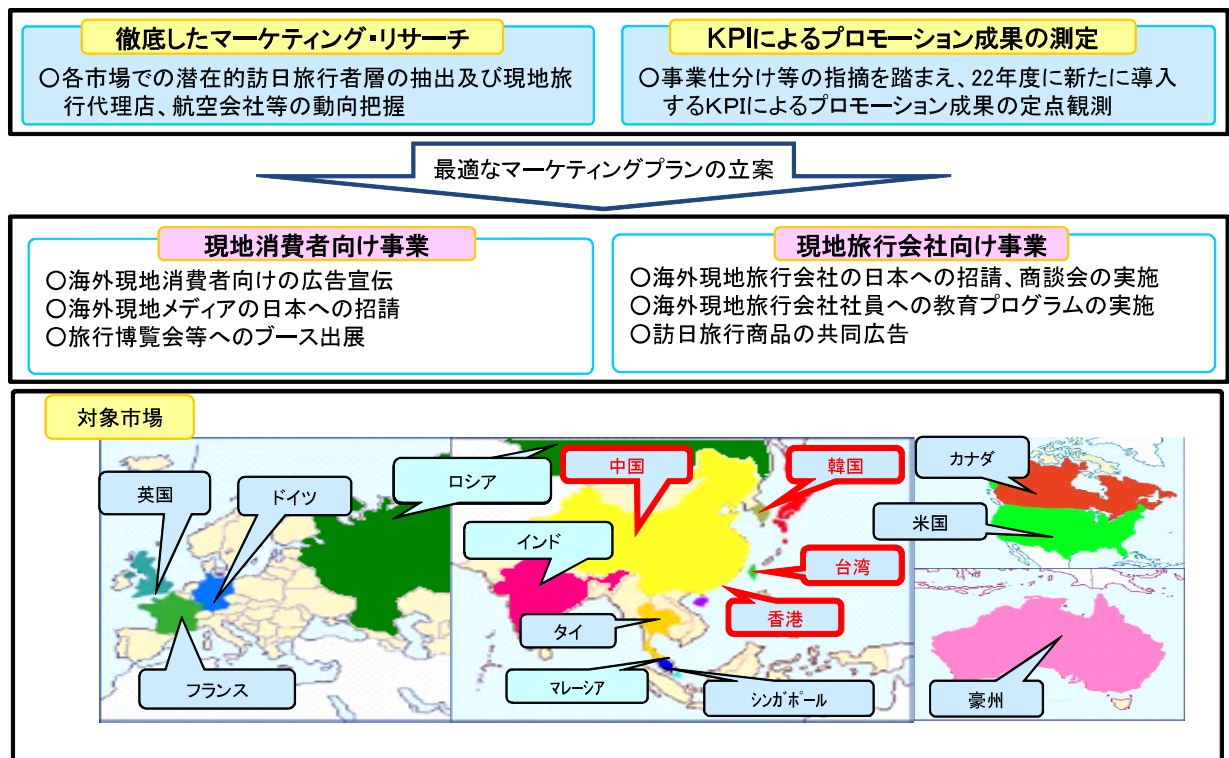 徹底したマーケティング・リサーチ
○各市場での潜在的訪日旅行者層の抽出及び現地旅
行代理店、航空会社等の動向把握
KPIによるプロモーション成果の測定
○事業仕分け等の指摘を踏まえ、22年度に新たに導入
するKPIによるプロモーション成果の定点観測
最適なマーケティングプランの立案
現地消費者向け事業
○海外現地消費者向けの広告宣伝
○海外現地メディアの日本への招請
○旅行博覧会等へのブース出展
現地旅行会社向け事業
○海外現地旅行会社の日本への招請、商談会の実施
○海外現地旅行会社社員への教育プログラムの実施
○訪日旅行商品の共同広告
対象市場
英国
ドイツ
ロシア
フランス
中国
韓国
インド
台湾
香港
タイ
マレーシア
シンガポール
カナダ
米国
豪州